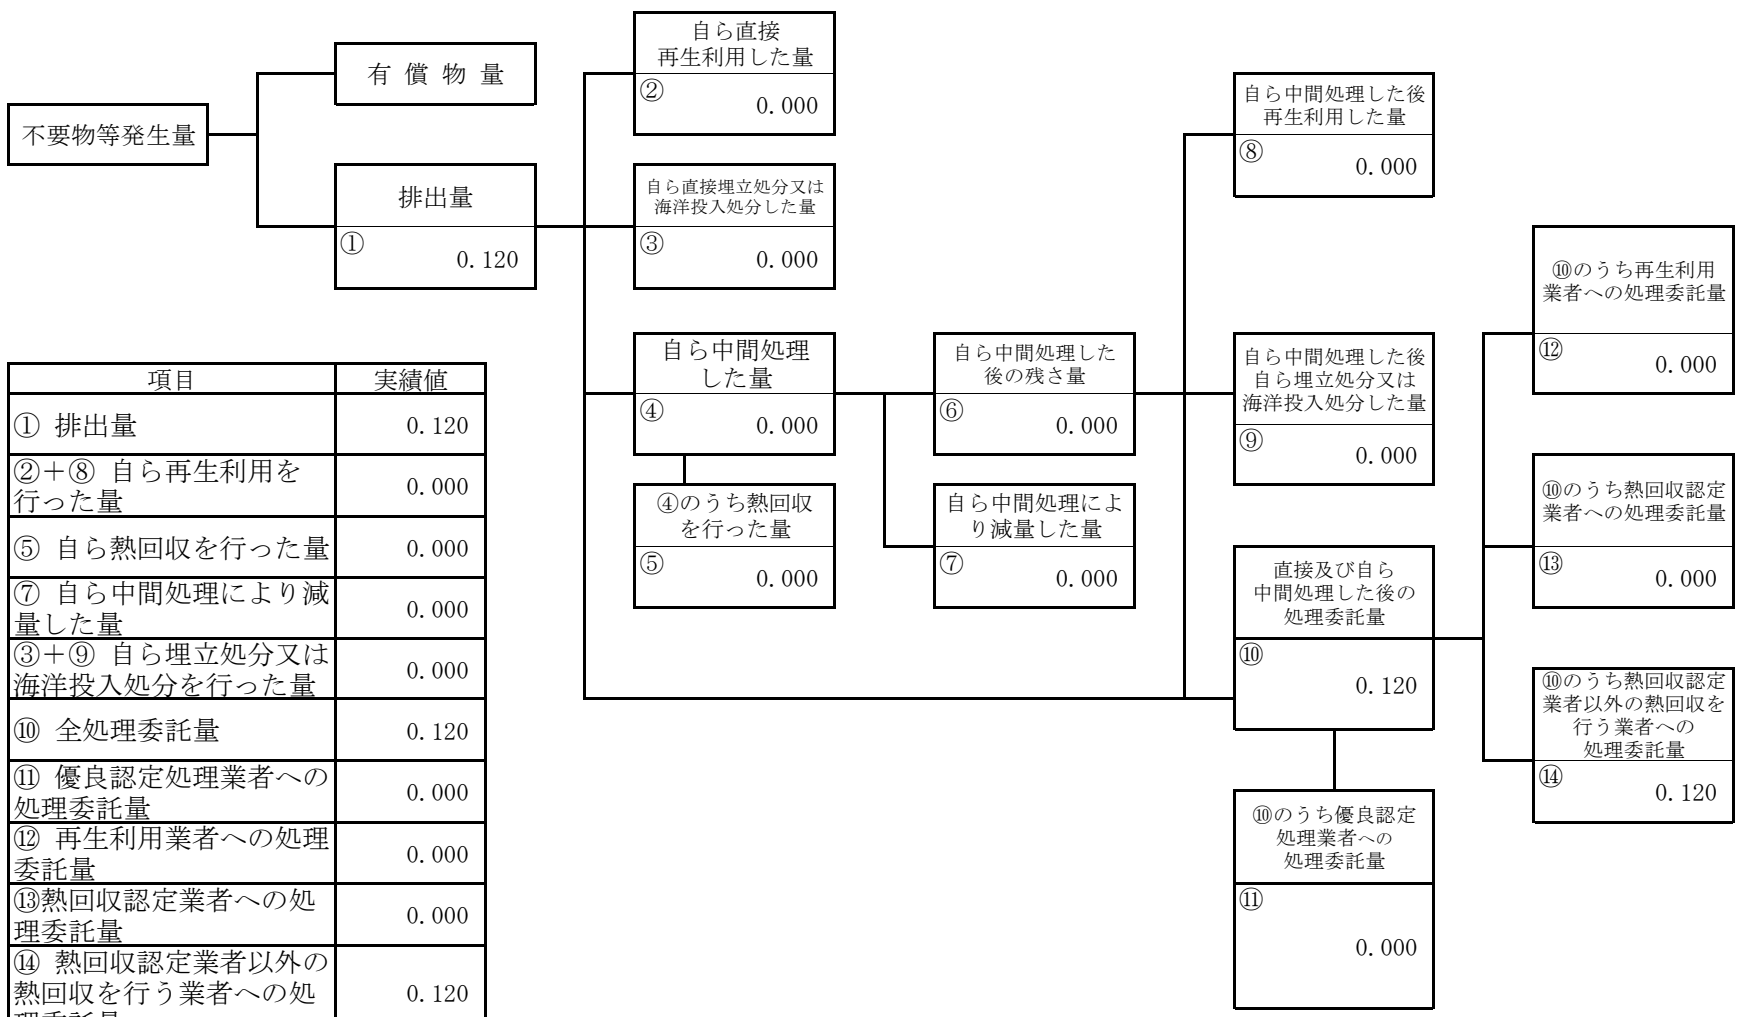 不要物等発生量
有 償 物 量
排出量
①
0.120
自ら直接
再生利用した量
②
0.000
自ら直接埋立処分又は
海洋投入処分した量
③
0.000
自ら中間処理
した量
④
0.000
④のうち熱回収
を行った量
⑤
0.000
自ら中間処理した
後の残さ量
⑥
0.000
自ら中間処理によ
り減量した量
⑦
0.000
自ら中間処理した後
再生利用した量
⑧
0.000
自ら中間処理した後
自ら埋立処分又は
海洋投入処分した量
⑨
0.000
直接及び自ら
中間処理した後の
処理委託量
⑩
0.120
⑩のうち優良認定
処理業者への
処理委託量
⑪
0.000
⑩のうち再生利用
業者への処理委託量
⑫
0.000
⑩のうち熱回収認定
業者への処理委託量
⑬
0.000
⑩のうち熱回収認定
業者以外の熱回収を
行う業者への
処理委託量
⑭
0.120
項目 実績値
① 排出量 0.120
②＋⑧ 自ら再生利用を
行った量 0.000
⑤ 自ら熱回収を行った量 0.000
⑦ 自ら中間処理により減
量した量 0.000
③＋⑨ 自ら埋立処分又は
海洋投入処分を行った量 0.000
⑩ 全処理委託量 0.120
⑪ 優良認定処理業者への
処理委託量 0.000
⑫ 再生利用業者への処理
委託量 0.000
⑬熱回収認定業者への処
理委託量 0.000
⑭ 熱回収認定業者以外の
熱回収を行う業者への処 0.120
理委託量